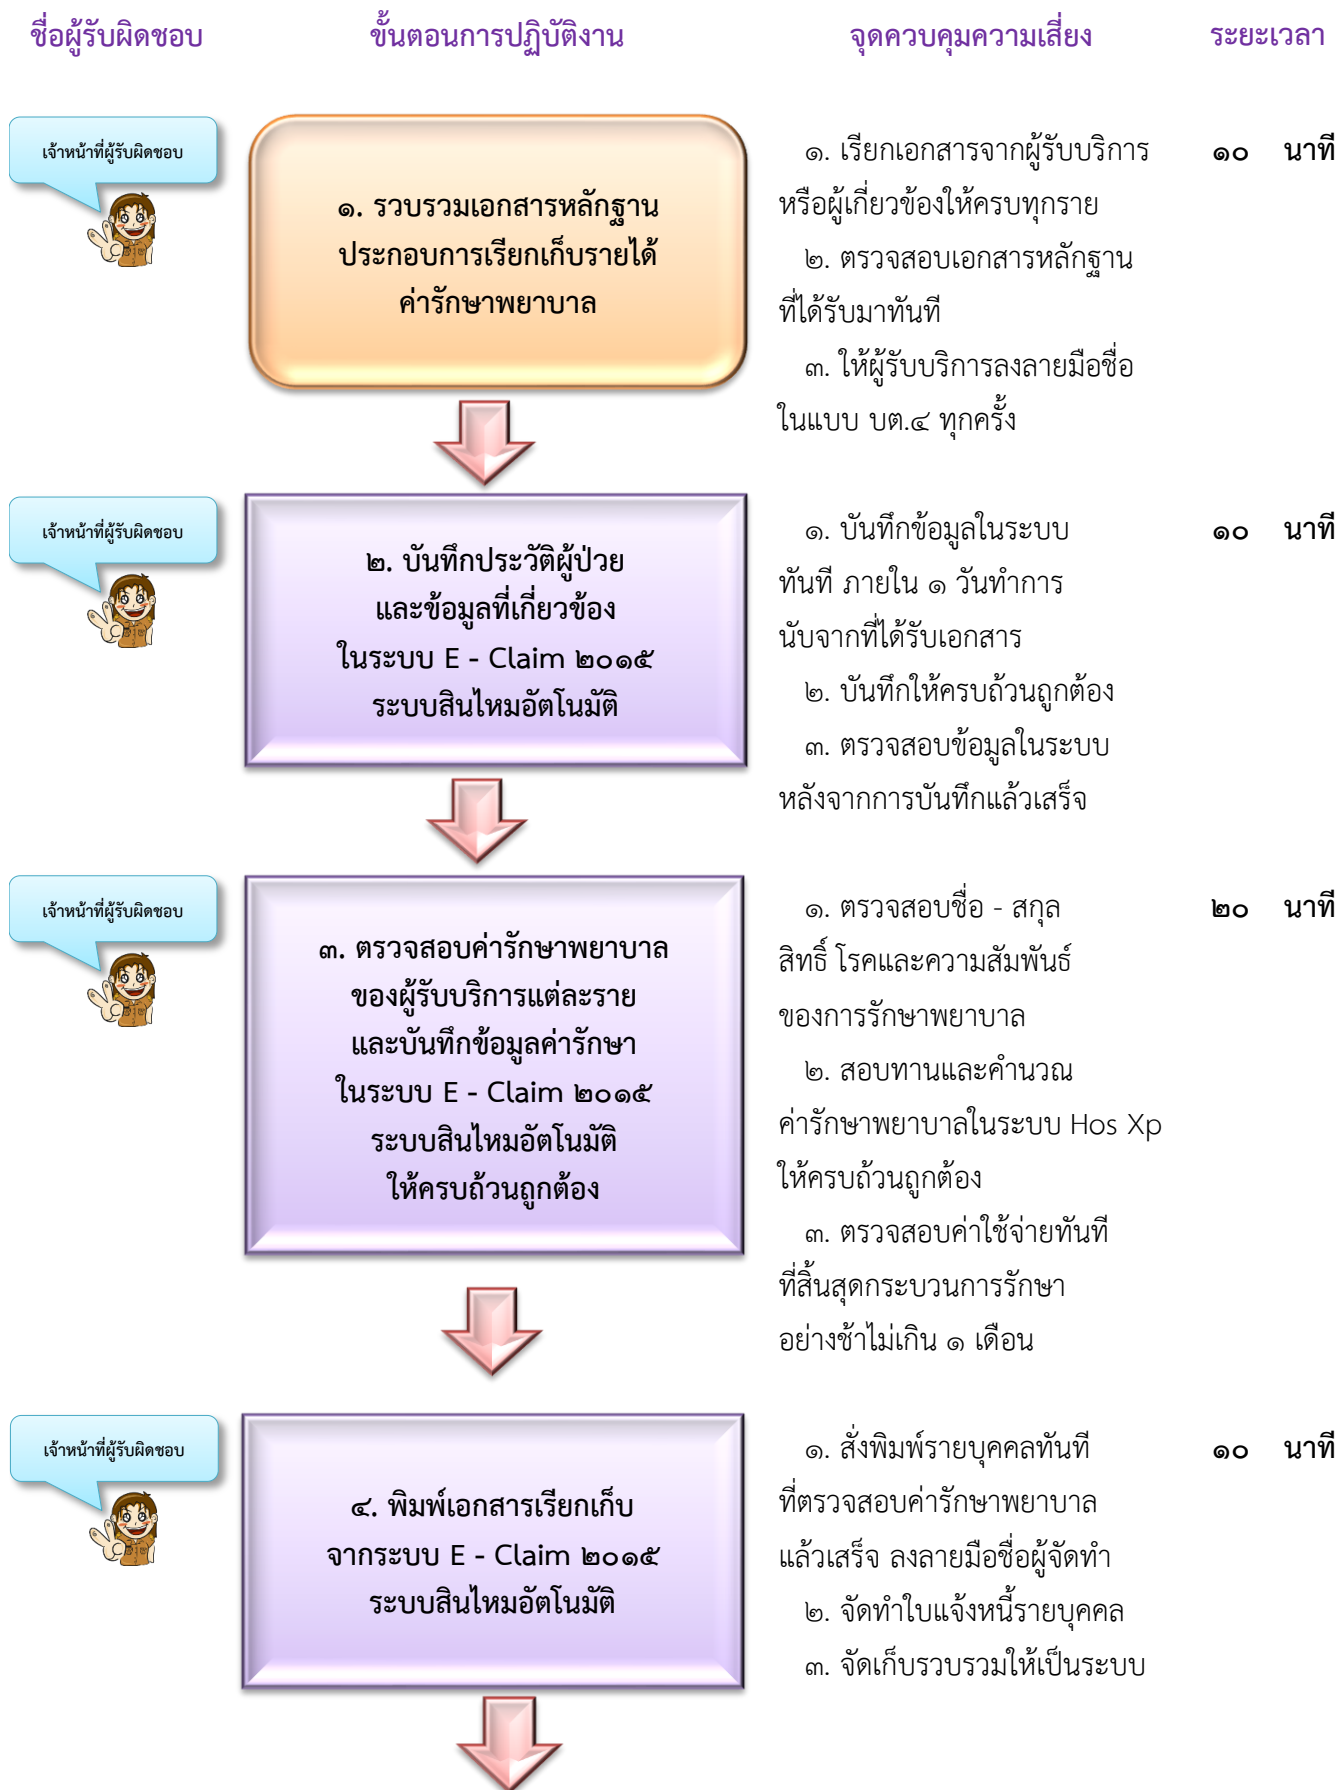 ชื่อผู้รับผิดชอบ ขั้นตอนการปฏิบัติงาน จุดควบคุมความเสี่ยง ระยะเวลา
เจ้าหน้าที่ผู้รับผิดชอบ
๑. รวบรวมเอกสารหลักฐาน
ประกอบการเรียกเก็บรายได้
ค่ารักษาพยาบาล
๑. เรียกเอกสารจากผู้รับบริการ
หรือผู้เกี่ยวข้องให้ครบทุกราย
๒. ตรวจสอบเอกสารหลักฐาน
ที่ได้รับมาทันที
๓. ให้ผู้รับบริการลงลายมือชื่อ
ในแบบ บต.๔ ทุกครั้ง
๑๐ นาที
เจ้าหน้าที่ผู้รับผิดชอบ
๒. บันทึกประวัติผู้ป่วย
และข้อมูลที่เกี่ยวข้อง
ในระบบ E - Claim ๒๐๑๕
ระบบสินไหมอัตโนมัติ
๑. บันทึกข้อมูลในระบบ
ทันที ภายใน ๑ วันทำการ
นับจากที่ได้รับเอกสาร
๒. บันทึกให้ครบถ้วนถูกต้อง
๓. ตรวจสอบข้อมูลในระบบ
หลังจากการบันทึกแล้วเสร็จ
๑๐ นาที
เจ้าหน้าที่ผู้รับผิดชอบ
๓. ตรวจสอบค่ารักษาพยาบาล
ของผู้รับบริการแต่ละราย
และบันทึกข้อมูลค่ารักษา
ในระบบ E - Claim ๒๐๑๕
ระบบสินไหมอัตโนมัติ
ให้ครบถ้วนถูกต้อง
๑. ตรวจสอบชื่อ - สกุล
สิทธิ์ โรคและความสัมพันธ์
ของการรักษาพยาบาล
๒. สอบทานและคำนวณ
ค่ารักษาพยาบาลในระบบ Hos Xp
ให้ครบถ้วนถูกต้อง
๓. ตรวจสอบค่าใช้จ่ายทันที
ที่สิ้นสุดกระบวนการรักษา
อย่างช้าไม่เกิน ๑ เดือน
๒๐ นาที
เจ้าหน้าที่ผู้รับผิดชอบ
๔. พิมพ์เอกสารเรียกเก็บ
จากระบบ E - Claim ๒๐๑๕
ระบบสินไหมอัตโนมัติ
๑. สั่งพิมพ์รายบุคคลทันที
ที่ตรวจสอบค่ารักษาพยาบาล
แล้วเสร็จ ลงลายมือชื่อผู้จัดทำ
๒. จัดทำใบแจ้งหนี้รายบุคคล
๓. จัดเก็บรวบรวมให้เป็นระบบ
๑๐ นาที